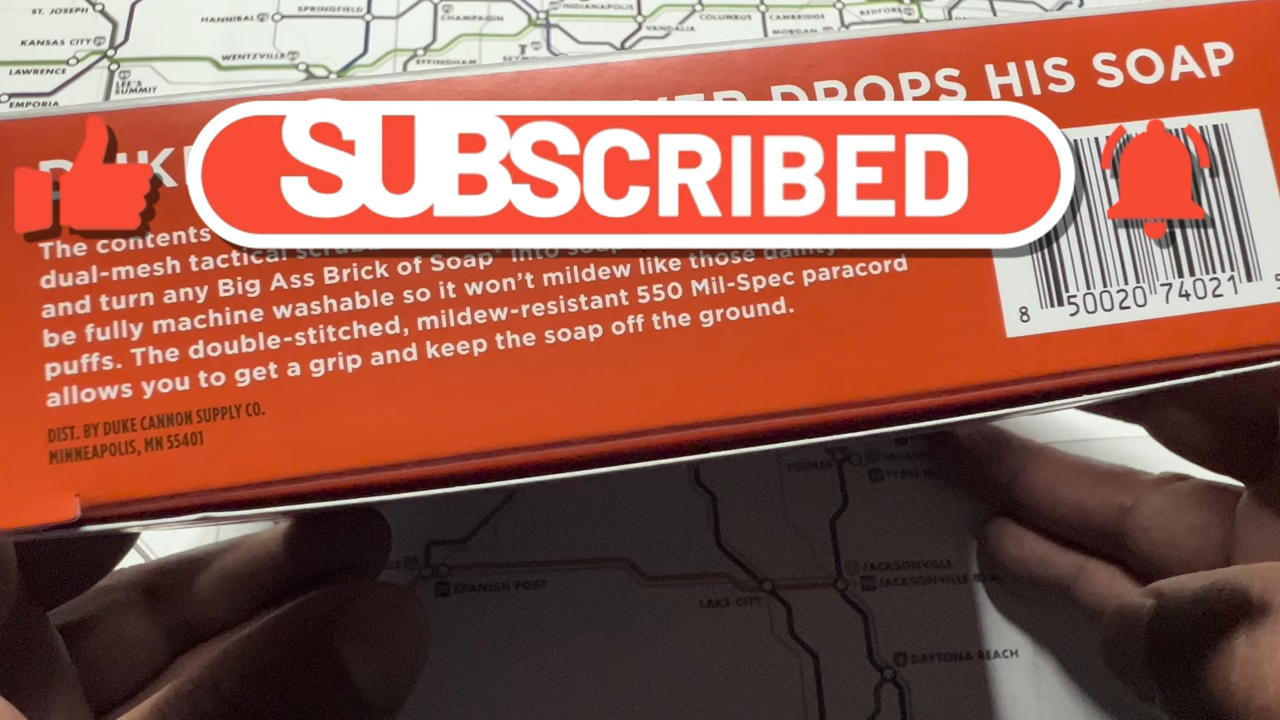 ST. JOSEPH
HANNIBAL
SPRINGFIELD
CHAMPAIGN
INDIANAPOLIS
COLUMBUS
CAMBRIDGE
BEDFORD
KANSAS CITY
WENTZVILLE
VANDALIA
MORGAN
LAWRENCE
EFFINGHAM
LEE'S
SUMMIT
EMPORIA
DROPS HIS SOAP
SUBSCRIBED
The contents
dual-mesh tactical
and turn any Big Ass Brick of Soap* into
be fully machine washable so it won't mildew like those dainty
puffs. The double-stitched, mildew-resistant 550 Mil-Spec paracord
allows you to get a grip and keep the soap off the ground.
8 50020 74021 5
DIST. BY DUKE CANNON SUPPLY CO.
MINNEAPOLIS, MN 55401
POOLER
SPANISH FORT
JACKSONVILLE
JACKSONVILLE
LAKE CITY
DAYTONA BEACH